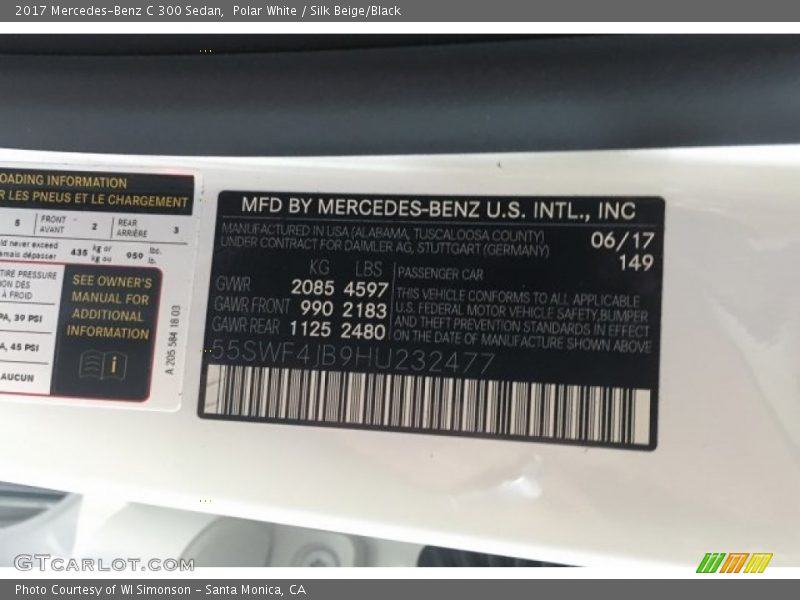 2017 Mercedes-Benz C 300 Sedan, Polar White / Silk Beige/Black
OADING INFORMATION
R LES PNEUS ET LE CHARGEMENT
5 FRONT AVANT 2 REAR ARRIÈRE 3
ld never exceed
amais dépasser 435 kg or kg ou 959 lbs. lb.
TIRE PRESSURE
ON DES
À FROID
PA, 39 PSI
A, 45 PSI
AUCUN
SEE OWNER'S
MANUAL FOR
ADDITIONAL
INFORMATION
i
A 205 584 18 03
MFD BY MERCEDES-BENZ U.S. INTL., INC
MANUFACTURED IN USA (ALABAMA, TUSCALOOSA COUNTY)
UNDER CONTRACT FOR DAIMLER AG, STUTTGART (GERMANY)
06/17
149
KG LBS
GVWR 2085 4597
GAWR FRONT 990 2183
GAWR REAR 1125 2480
PASSENGER CAR
THIS VEHICLE CONFORMS TO ALL APPLICABLE
U.S. FEDERAL MOTOR VEHICLE SAFETY,BUMPER
AND THEFT PREVENTION STANDARDS IN EFFECT
ON THE DATE OF MANUFACTURE SHOWN ABOVE
55SWF4JB9HU232477
GTCARLOT.COM
Photo Courtesy of WI Simonson - Santa Monica, CA